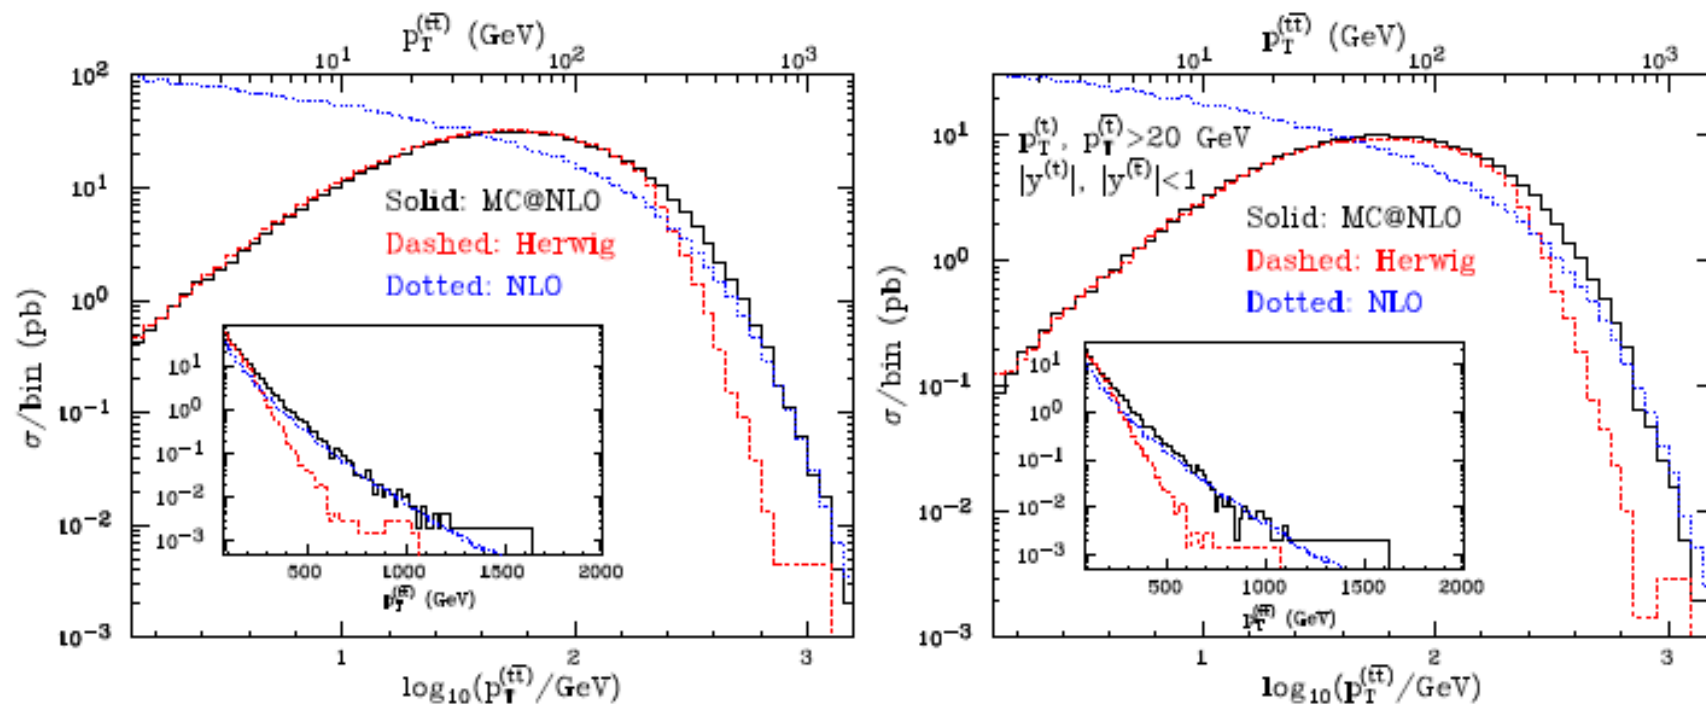 p_T^(tt̅) (GeV)
10^1 10^2 10^3
10^2
10^1
10^0
10^-1
10^-2
10^-3
σ/bin (pb)
Solid: MC@NLO
Dashed: Herwig
Dotted: NLO
10^1
10^0
10^-1
10^-2
10^-3
500 1000 1500 2000
p_T^(tt̅) (GeV)
1 2 3
log_10(p_T^(tt̅)/GeV)
p_T^(tt̅) (GeV)
10^1 10^2 10^3
10^1
10^0
10^-1
10^-2
10^-3
σ/bin (pb)
p_T^(t), p_T^(t̅)>20 GeV
|y^(t)|, |y^(t̅)|<1
Solid: MC@NLO
Dashed: Herwig
Dotted: NLO
10^1
10^0
10^-1
10^-2
10^-3
500 1000 1500 2000
p_T^(tt̅) (GeV)
1 2 3
log_10(p_T^(tt̅)/GeV)